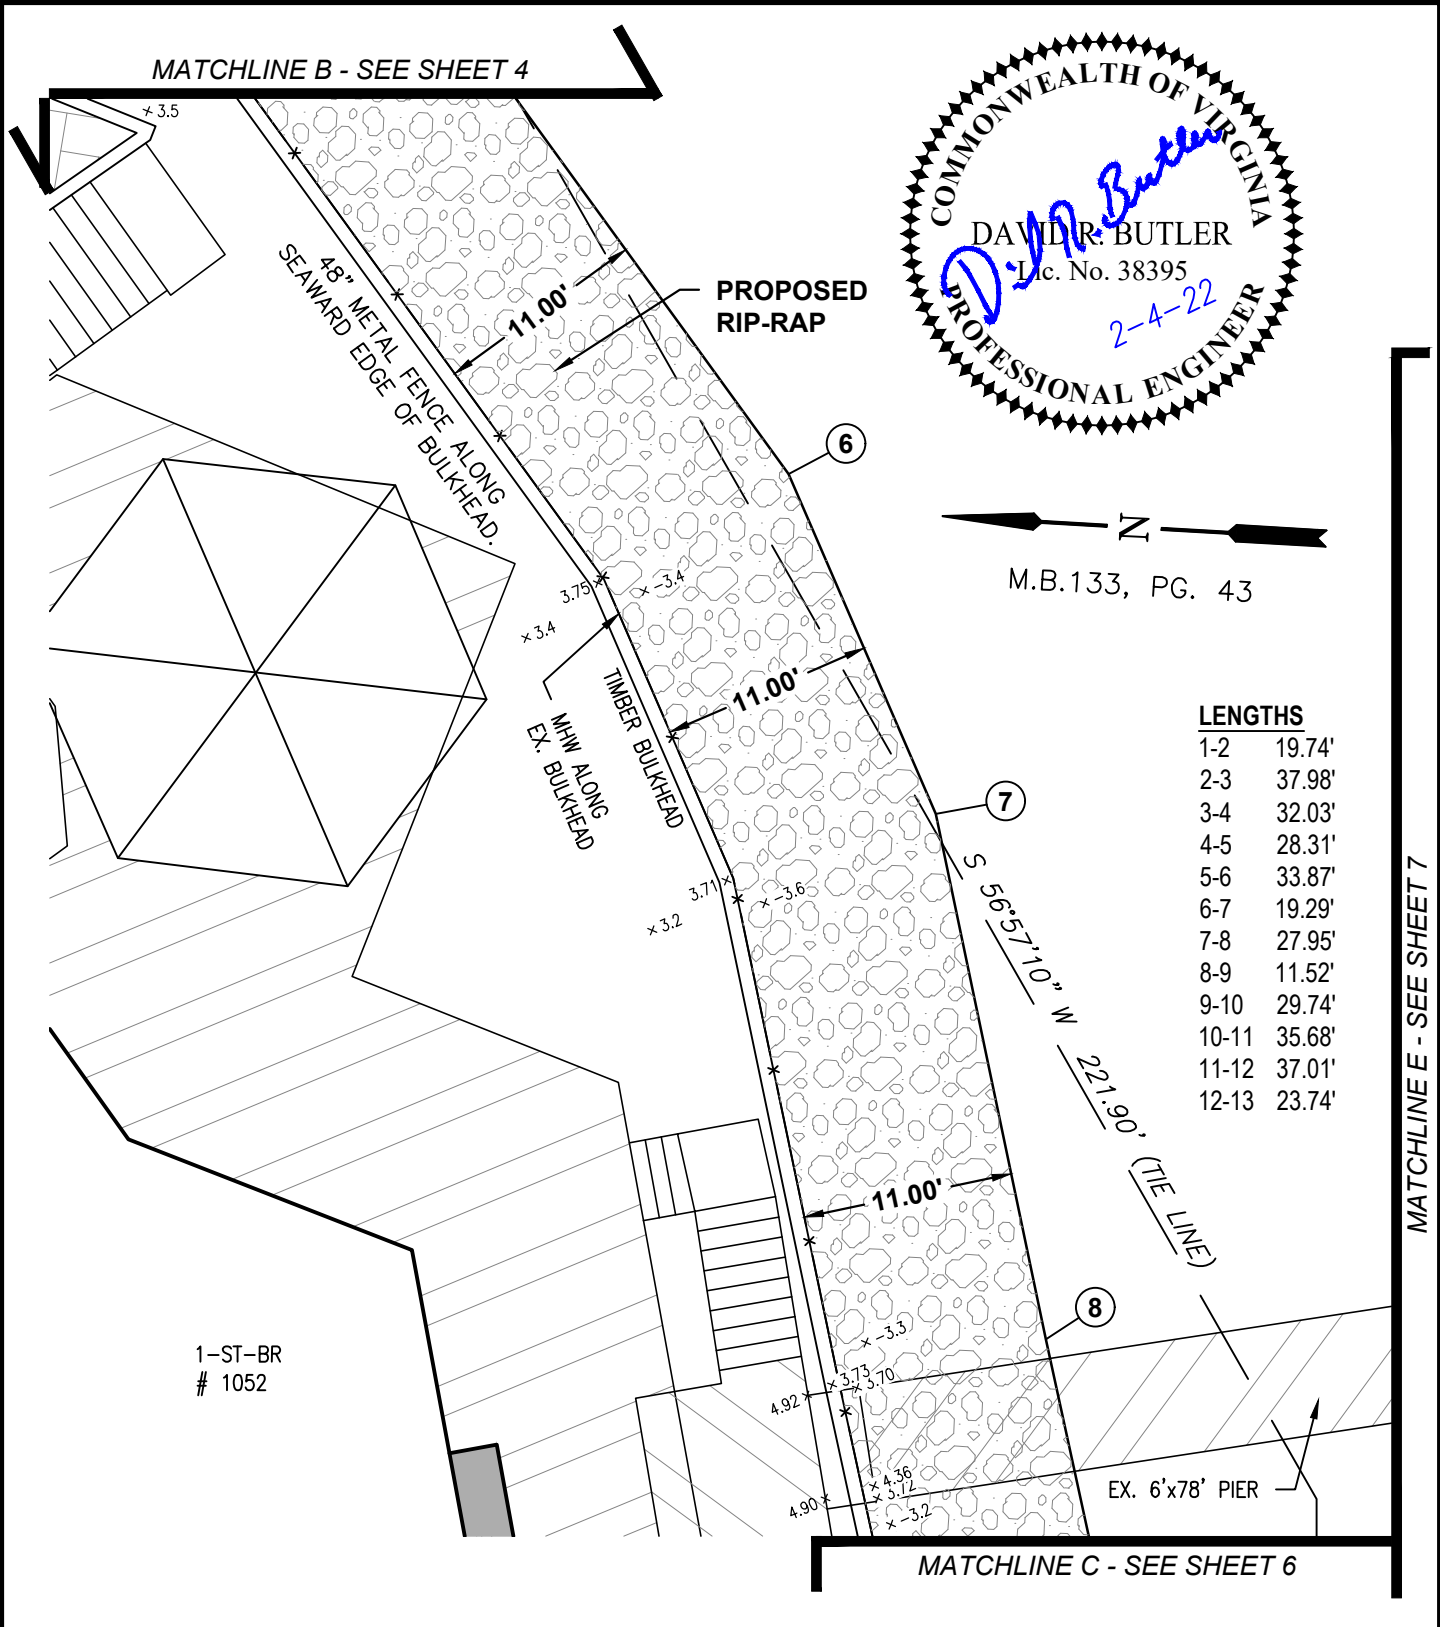 MATCHLINE B - SEE SHEET 4
COMMONWEALTH OF VIRGINIA
DAVID R. BUTLER
Lic. No. 38395
PROFESSIONAL ENGINEER
D R. Butler
2-4-22
× 3.5
48" METAL FENCE ALONG
SEAWARD EDGE OF BULKHEAD.
11.00'
PROPOSED
RIP-RAP
6
N
M.B.133, PG. 43
3.75 ×
× -3.4
× 3.4
TIMBER BULKHEAD
MHW ALONG
EX. BULKHEAD
11.00'
LENGTHS
1-2 19.74'
2-3 37.98'
3-4 32.03'
4-5 28.31'
5-6 33.87'
6-7 19.29'
7-8 27.95'
8-9 11.52'
9-10 29.74'
10-11 35.68'
11-12 37.01'
12-13 23.74'
7
3.71 ×
× -3.6
× 3.2
S 56°57'10" W 221.90' (TIE LINE)
MATCHLINE E - SEE SHEET 7
11.00'
8
× -3.3
1-ST-BR
# 1052
× 3.73
× 3.70
4.92 ×
× 4.36
× 3.72
4.90 ×
× -3.2
EX. 6'x78' PIER
MATCHLINE C - SEE SHEET 6